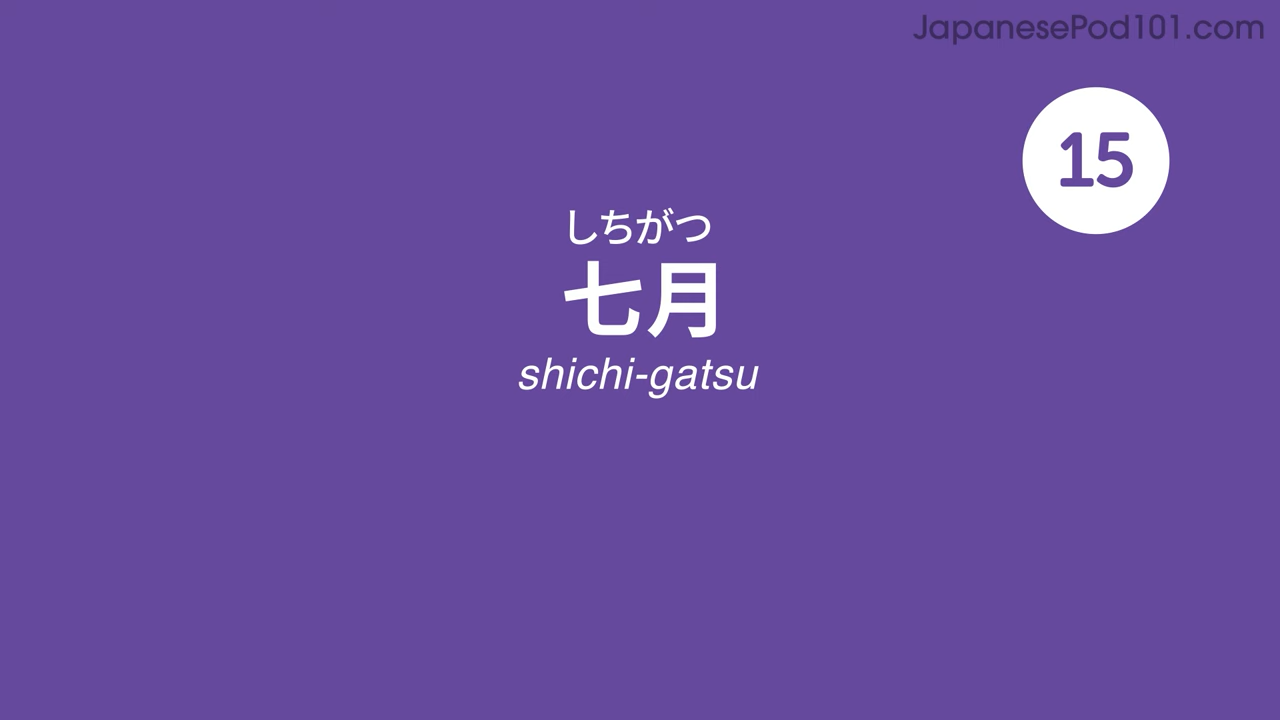 JapanesePod101.com
15
しちがつ
七月
shichi-gatsu